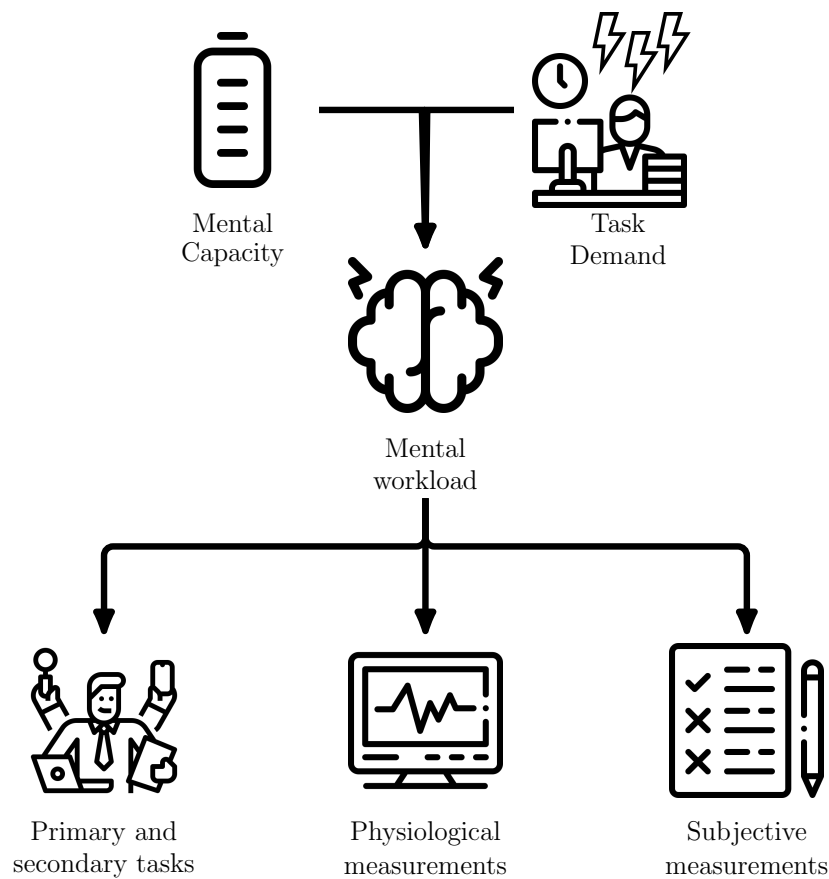 Mental
Capacity
Task
Demand
Mental
workload
Primary and
secondary tasks
Physiological
measurements
Subjective
measurements